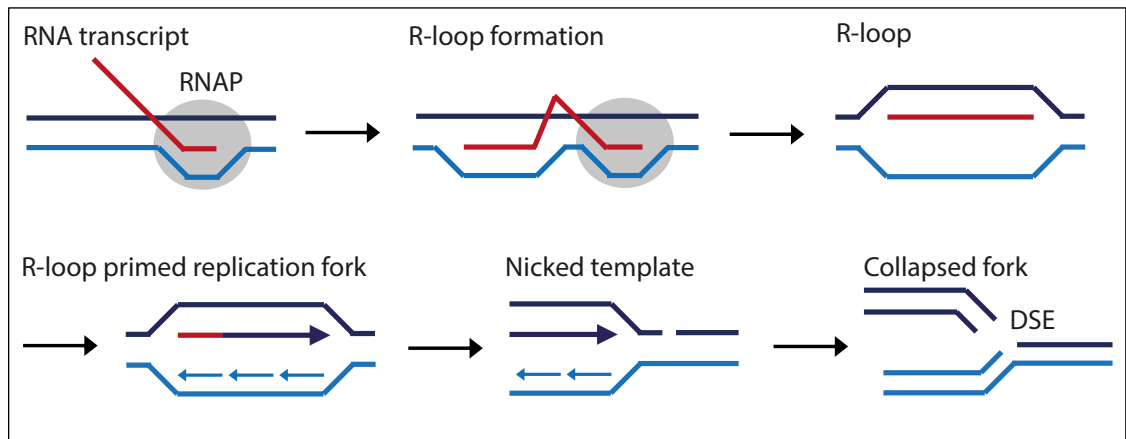 RNA transcript
RNAP
R-loop formation
R-loop
R-loop primed replication fork
Nicked template
Collapsed fork
DSE